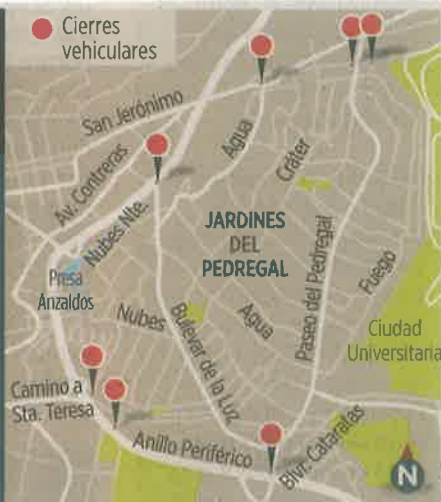 Cierres
vehiculares
San Jerónimo
Av. Contreras
Agua
Cráter
Nubes Nte.
JARDINES
DEL
PEDREGAL
Presa
Anzaldos
Paseo del Pedregal
Fuego
Nubes
Bulevar de la Luz
Agua
Ciudad
Universitaria
Camino a
Sta. Teresa
Anillo Periférico
Blvr. Cataratas
N